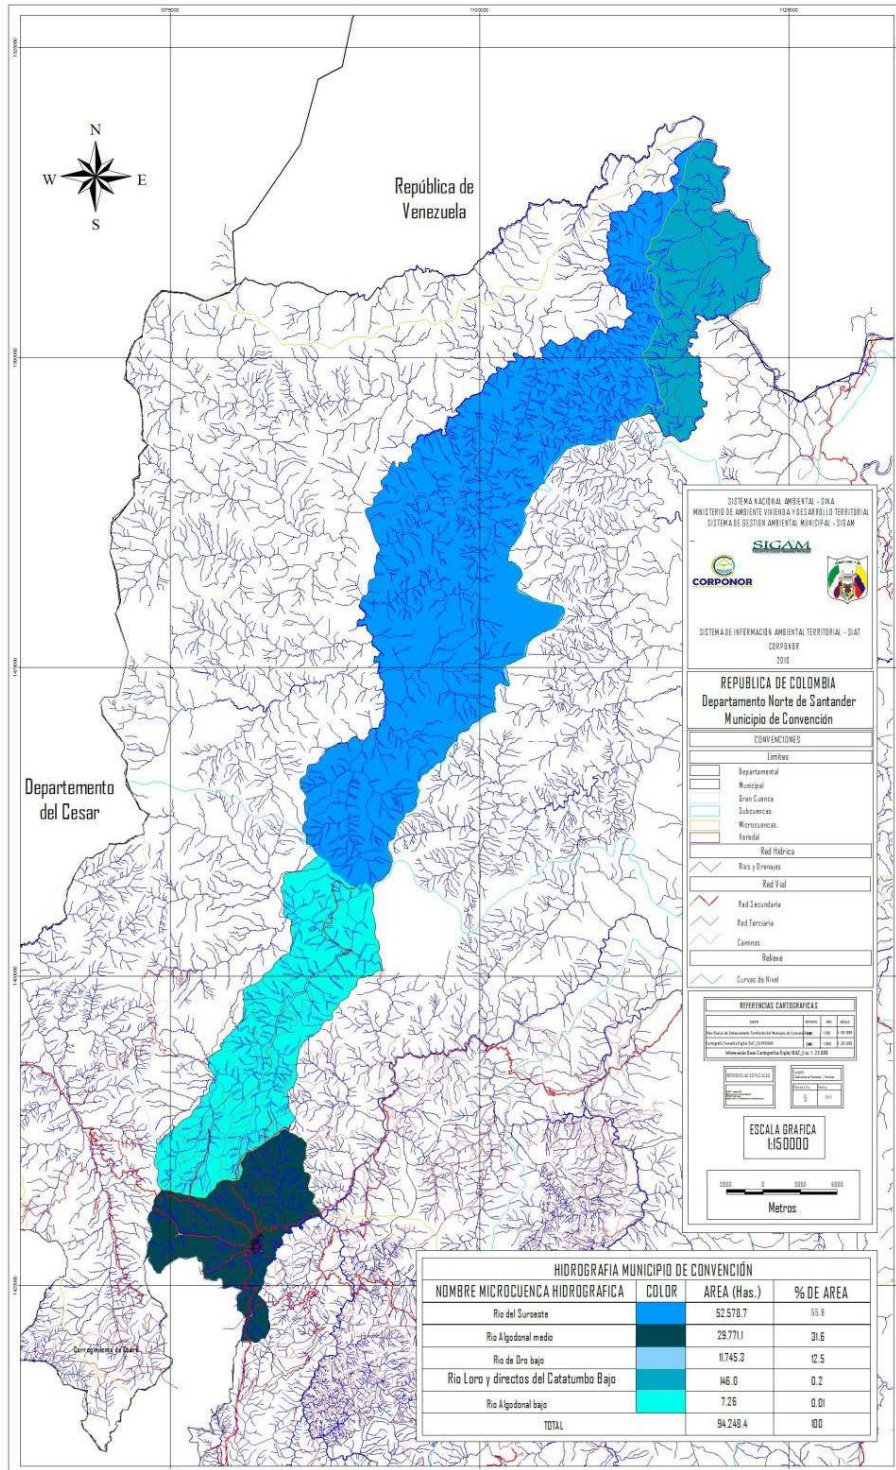 N
W E
S
República de
Venezuela
Departemento
del Cesar
SISTEMA NACIONAL AMBIENTAL - SINA
MINISTERIO DE AMBIENTE VIVIENDA Y DESARROLLO TERRITORIAL
SISTEMA DE GESTION AMBIENTAL MUNICIPAL - SIGAM
SIGAM
CORPONOR
SISTEMA DE INFORMACIÓN AMBIENTAL TERRITORIAL - SIAT
CORPONOR
2010
REPUBLICA DE COLOMBIA
Departamento Norte de Santander
Municipio de Convención
CONVENCIONES
Limites
Departamental
Municipal
Gran Cuenca
Subcuencas
Microcuencas
Veredal
Red Hidrica
Rios y Drenajes
Red Vial
Red Secundaria
Red Terciaria
Caminos
Relieve
Curvas de Nivel
REFERENCIAS CARTOGRAFICAS
ESCALA GRAFICA
1:150000
Metros
HIDROGRAFIA MUNICIPIO DE CONVENCIÓN
NOMBRE MICROCUENCA HIDROGRAFICA COLOR AREA (Has.) % DE AREA
Rio del Suroeste 52,578.7 55.8
Rio Algodonal medio 29,771.1 31.6
Rio de Oro bajo 11,745.3 12.5
Rio Loro y directos del Catatumbo Bajo 146.0 0.2
Rio Algodonal bajo 7.26 0.01
TOTAL 94,248.4 100